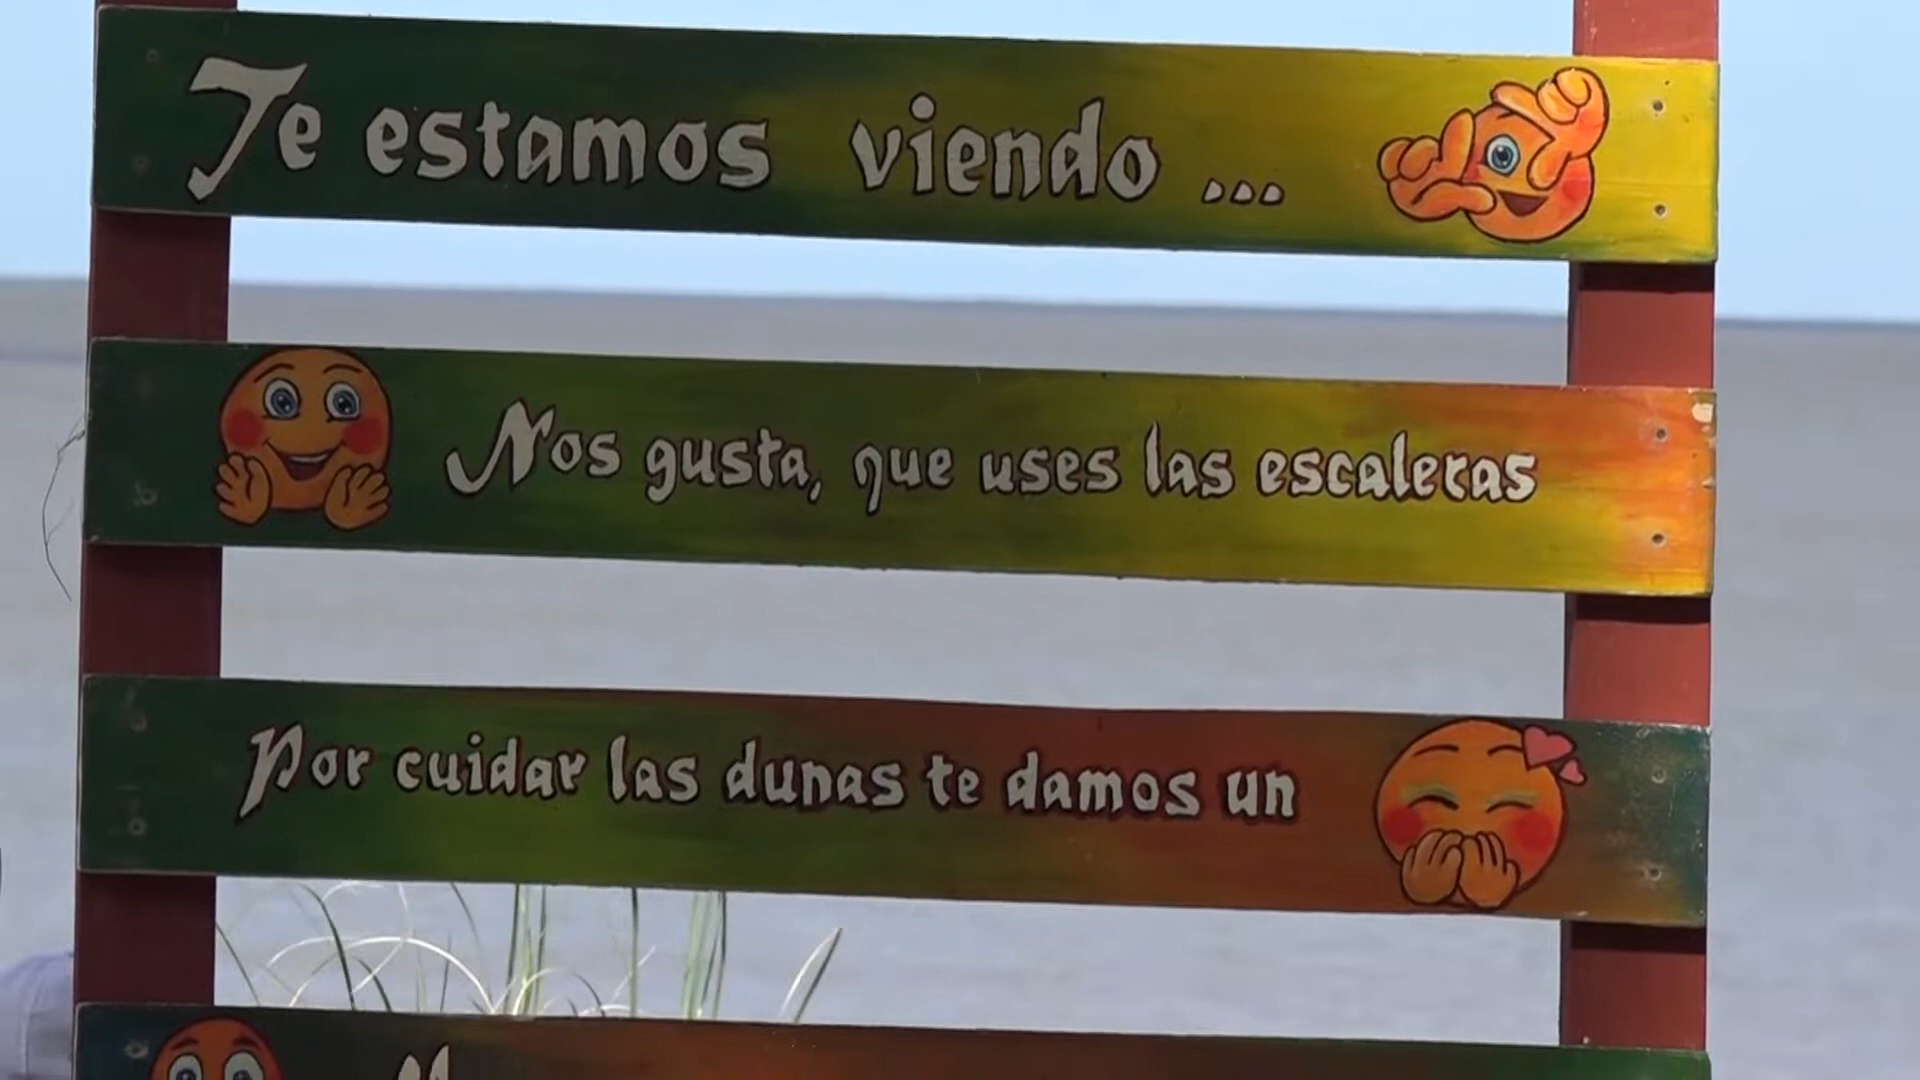 Te estamos viendo ...
Nos gusta, que uses las escaleras
Por cuidar las dunas te damos un